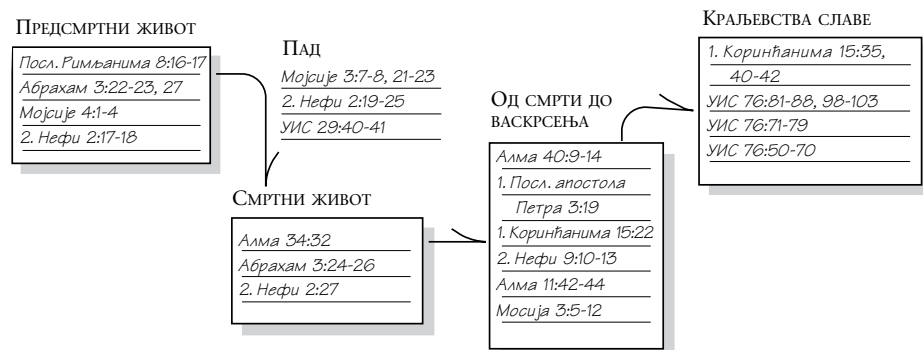 Предсмртни живот
Посл. Римљанима 8:16-17
Абрахам 3:22-23, 27
Мојсије 4:1-4
2. Нефи 2:17-18
Пад
Мојсије 3:7-8, 21-23
2. Нефи 2:19-25
УИС 29:40-41
Смртни живот
Алма 34:32
Абрахам 3:24-26
2. Нефи 2:27
Од смрти до
васкрсења
Алма 40:9-14
1. Посл. апостола
Петра 3:19
1. Коринћанима 15:22
2. Нефи 9:10-13
Алма 11:42-44
Мосија 3:5-12
Краљевства славе
1. Коринћанима 15:35,
40-42
УИС 76:81-88, 98-103
УИС 76:71-79
УИС 76:50-70